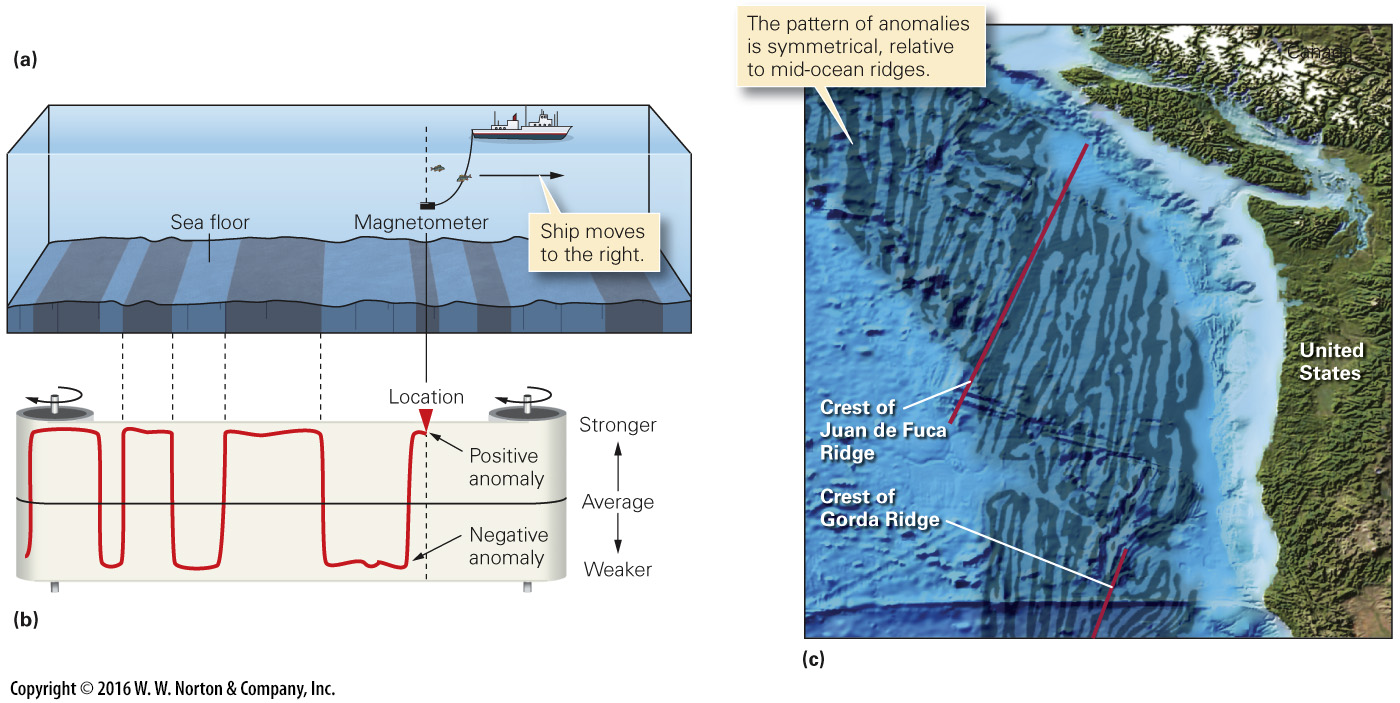 (a)
Sea floor
Magnetometer
Ship moves
to the right.
Location
Stronger
Positive
anomaly
Average
Negative
anomaly
Weaker
(b)
The pattern of anomalies
is symmetrical, relative
to mid-ocean ridges.
Canada
United
States
Crest of
Juan de Fuca
Ridge
Crest of
Gorda Ridge
(c)
Copyright © 2016 W. W. Norton & Company, Inc.